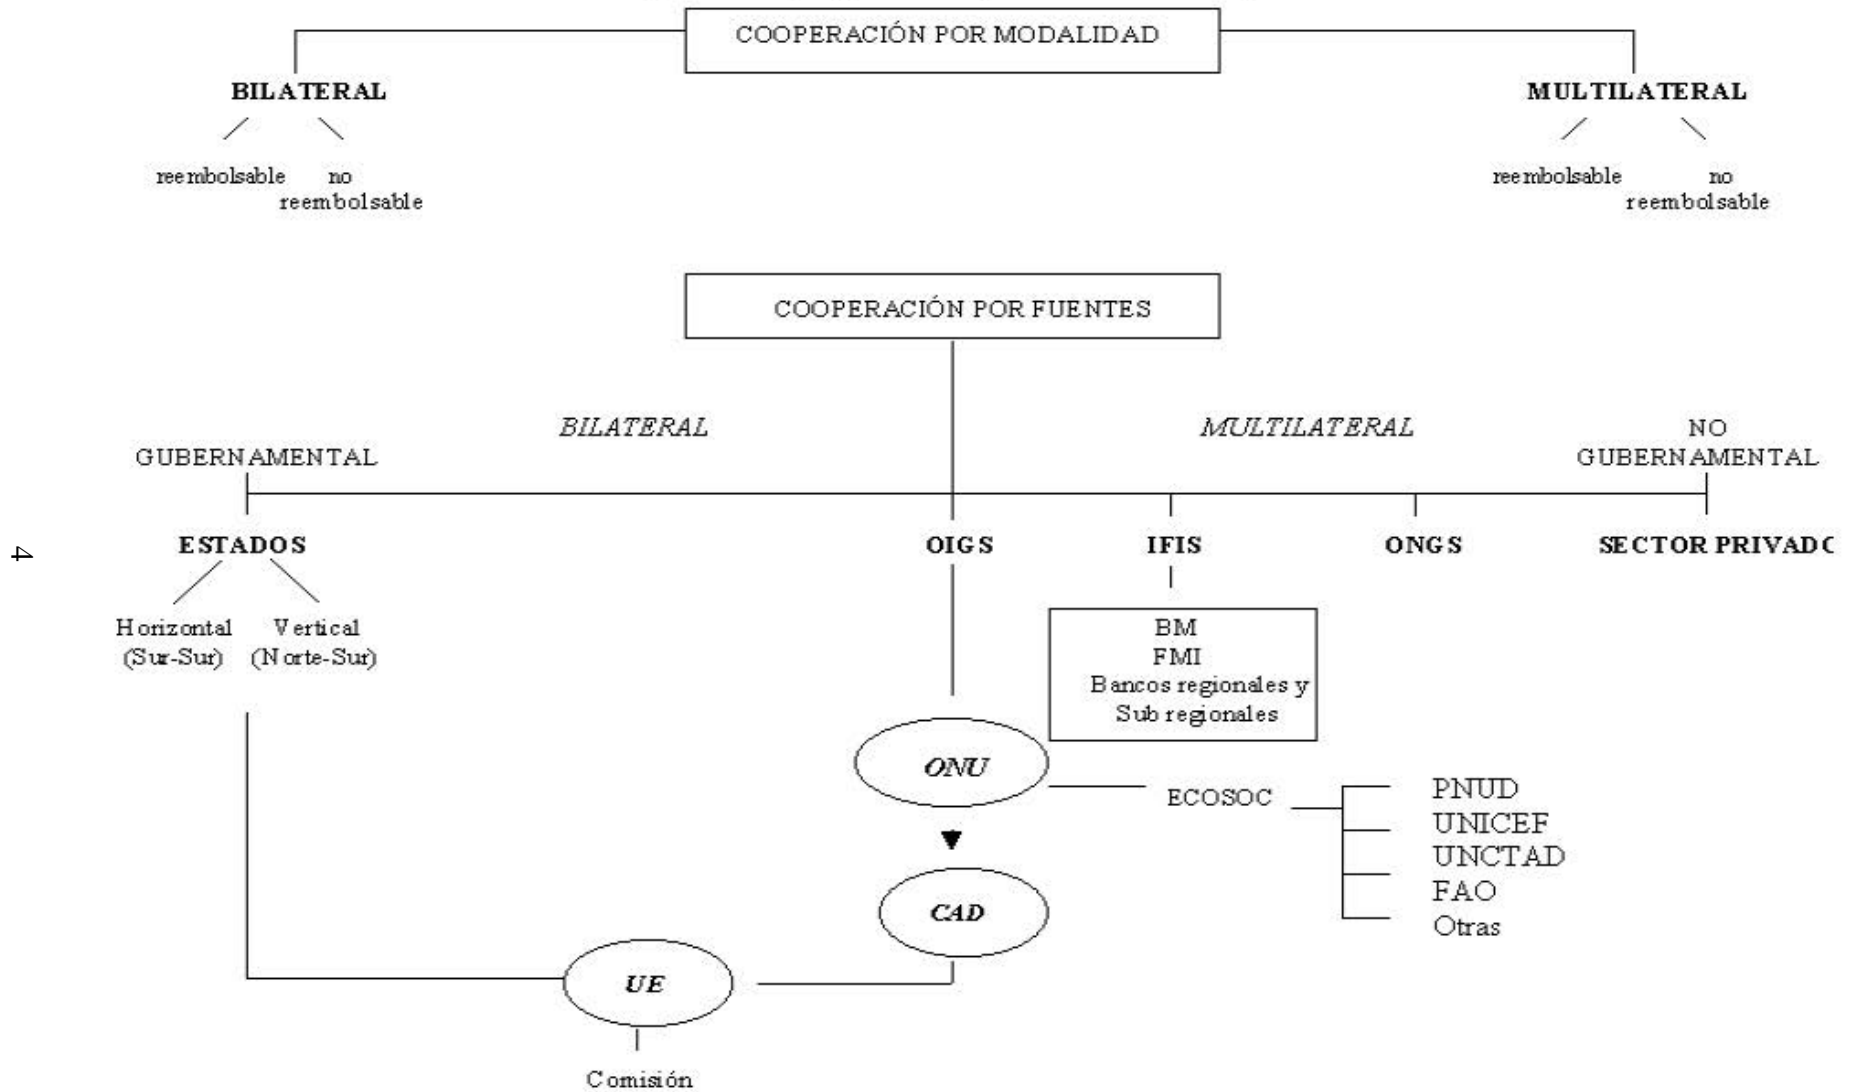 COOPERACIÓN POR MODALIDAD
BILATERAL
MULTILATERAL
reembolsable
no
reembolsable
reembolsable
no
reembolsable
COOPERACIÓN POR FUENTES
BILATERAL
MULTILATERAL
GUBERNAMENTAL
NO
GUBERNAMENTAL
ESTADOS
OIGS
IFIS
ONGS
SECTOR PRIVADO
4
Horizontal
(Sur-Sur)
Vertical
(Norte-Sur)
BM
FMI
Bancos regionales y
Sub regionales
ONU
ECOSOC
PNUD
UNICEF
UNCTAD
FAO
Otras
CAD
UE
Comisión